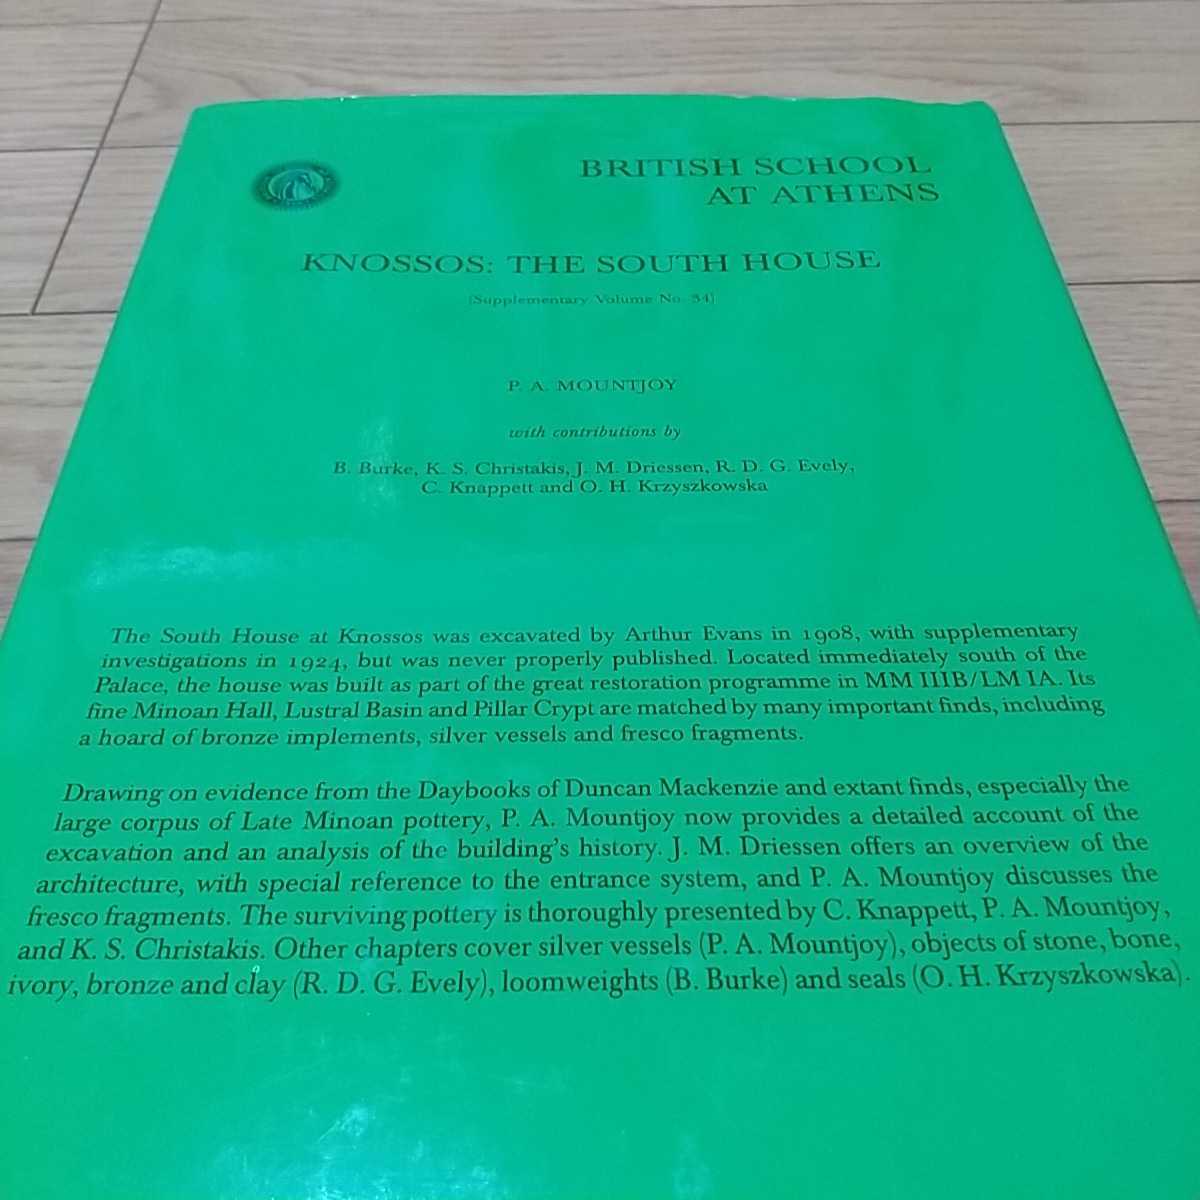 BRITISH SCHOOL
AT ATHENS
KNOSSOS: THE SOUTH HOUSE
[Supplementary Volume No. 34]
P. A. MOUNTJOY
with contributions by
B. Burke, K. S. Christakis, J. M. Driessen, R. D. G. Evely,
C. Knappett and O. H. Krzyszkowska
The South House at Knossos was excavated by Arthur Evans in 1908, with supplementary
investigations in 1924, but was never properly published. Located immediately south of the
Palace, the house was built as part of the great restoration programme in MM IIIB/LM IA. Its
fine Minoan Hall, Lustral Basin and Pillar Crypt are matched by many important finds, including
a hoard of bronze implements, silver vessels and fresco fragments.
Drawing on evidence from the Daybooks of Duncan Mackenzie and extant finds, especially the
large corpus of Late Minoan pottery, P. A. Mountjoy now provides a detailed account of the
excavation and an analysis of the building's history. J. M. Driessen offers an overview of the
architecture, with special reference to the entrance system, and P. A. Mountjoy discusses the
fresco fragments. The surviving pottery is thoroughly presented by C. Knappett, P. A. Mountjoy,
and K. S. Christakis. Other chapters cover silver vessels (P. A. Mountjoy), objects of stone, bone,
ivory, bronze and clay (R. D. G. Evely), loomweights (B. Burke) and seals (O. H. Krzyszkowska).